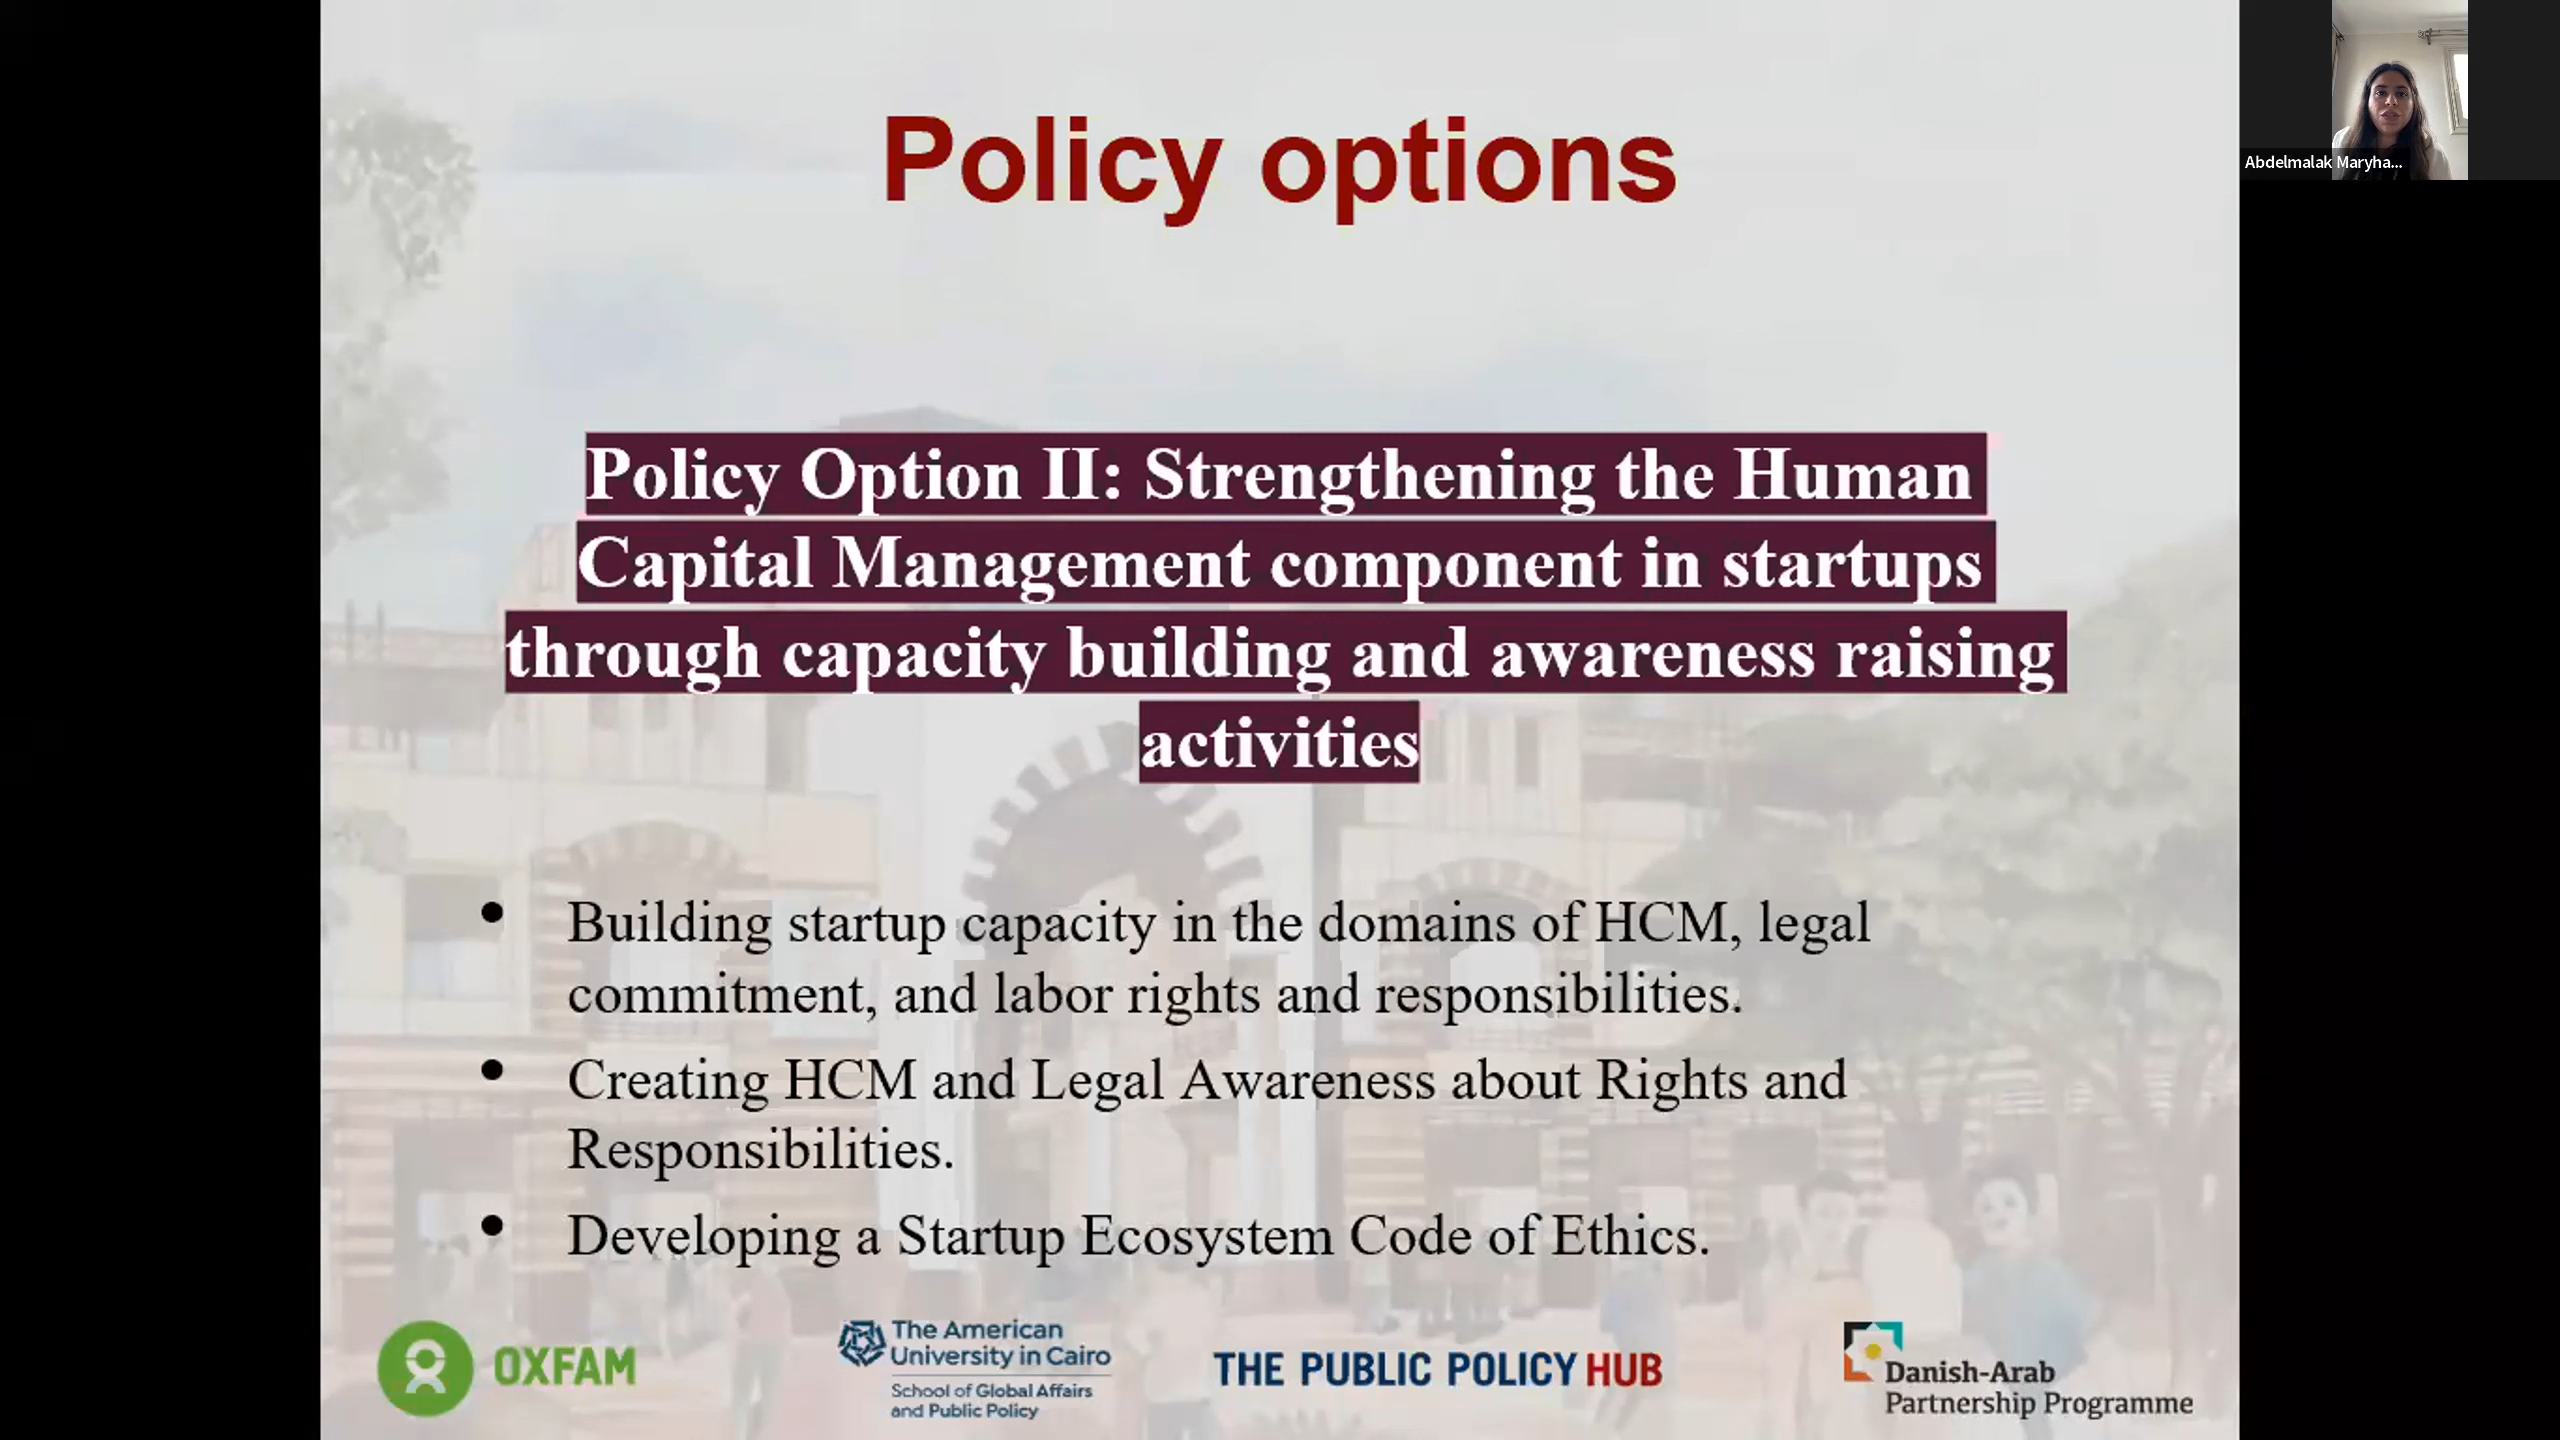 Policy options
Abdelmalak Maryha...
Policy Option II: Strengthening the Human
Capital Management component in startups
through capacity building and awareness raising
activities
• Building startup capacity in the domains of HCM, legal
commitment, and labor rights and responsibilities.
• Creating HCM and Legal Awareness about Rights and
Responsibilities.
• Developing a Startup Ecosystem Code of Ethics.
OXFAM
The American
University in Cairo
School of Global Affairs
and Public Policy
THE PUBLIC POLICY HUB
Danish-Arab
Partnership Programme